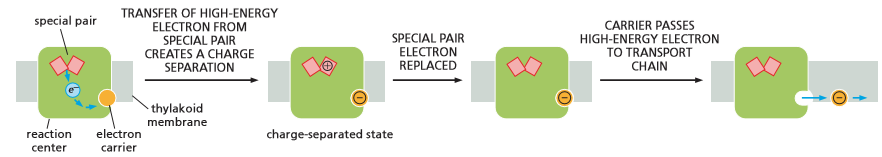 special pair
TRANSFER OF HIGH-ENERGY
ELECTRON FROM
SPECIAL PAIR
CREATES A CHARGE
SEPARATION
e–
thylakoid
membrane
reaction
center
electron
carrier
+
–
charge-separated state
SPECIAL PAIR
ELECTRON
REPLACED
–
CARRIER PASSES
HIGH-ENERGY ELECTRON
TO TRANSPORT
CHAIN
–